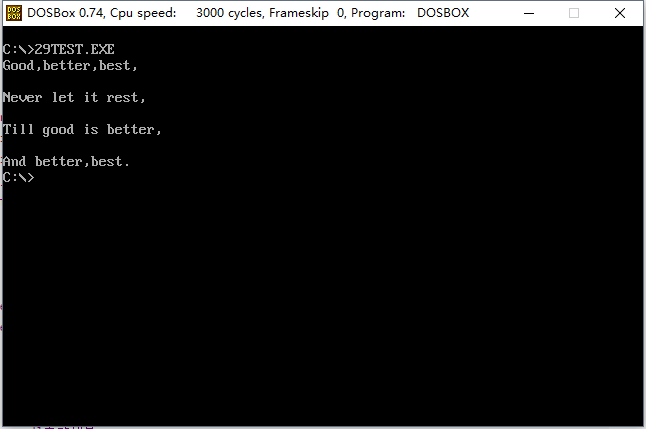 DOSBox 0.74, Cpu speed: 3000 cycles, Frameskip 0, Program: DOSBOX
C:\>29TEST.EXE
Good,better,best,
Never let it rest,
Till good is better,
And better,best.
C:\>